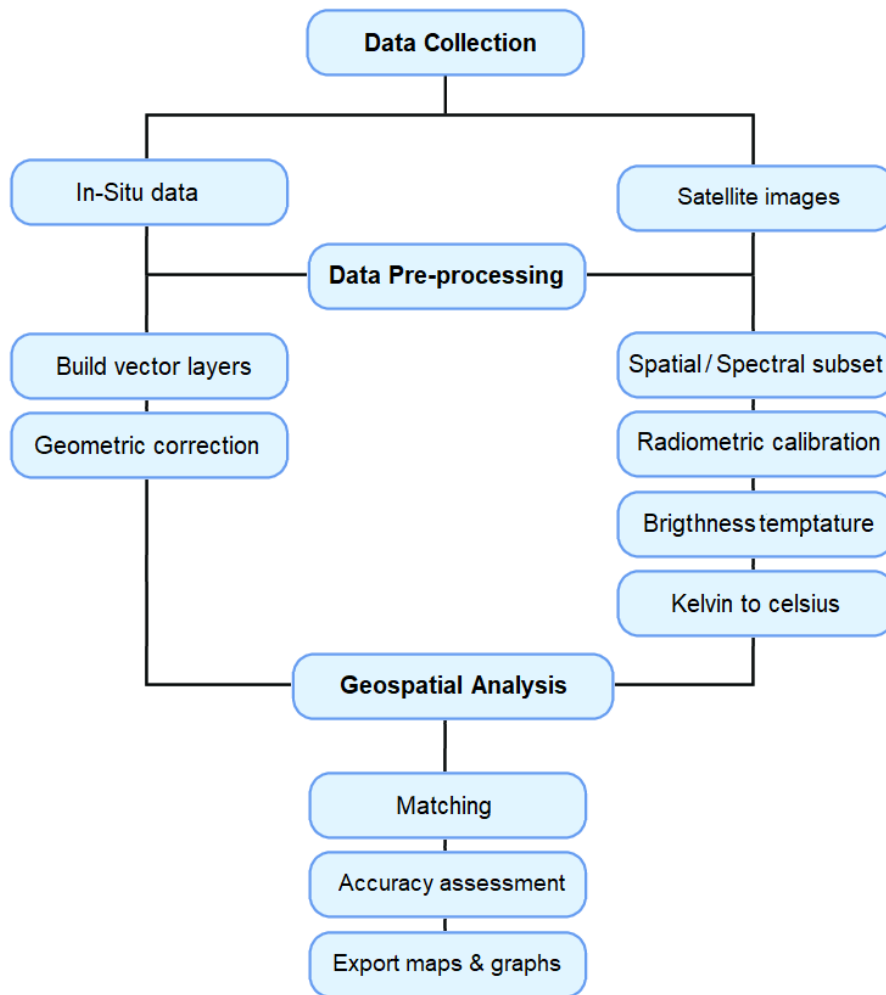 Data Collection
In-Situ data
Satellite images
Data Pre-processing
Build vector layers
Spatial / Spectral subset
Geometric correction
Radiometric calibration
Brigthness temptature
Kelvin to celsius
Geospatial Analysis
Matching
Accuracy assessment
Export maps & graphs